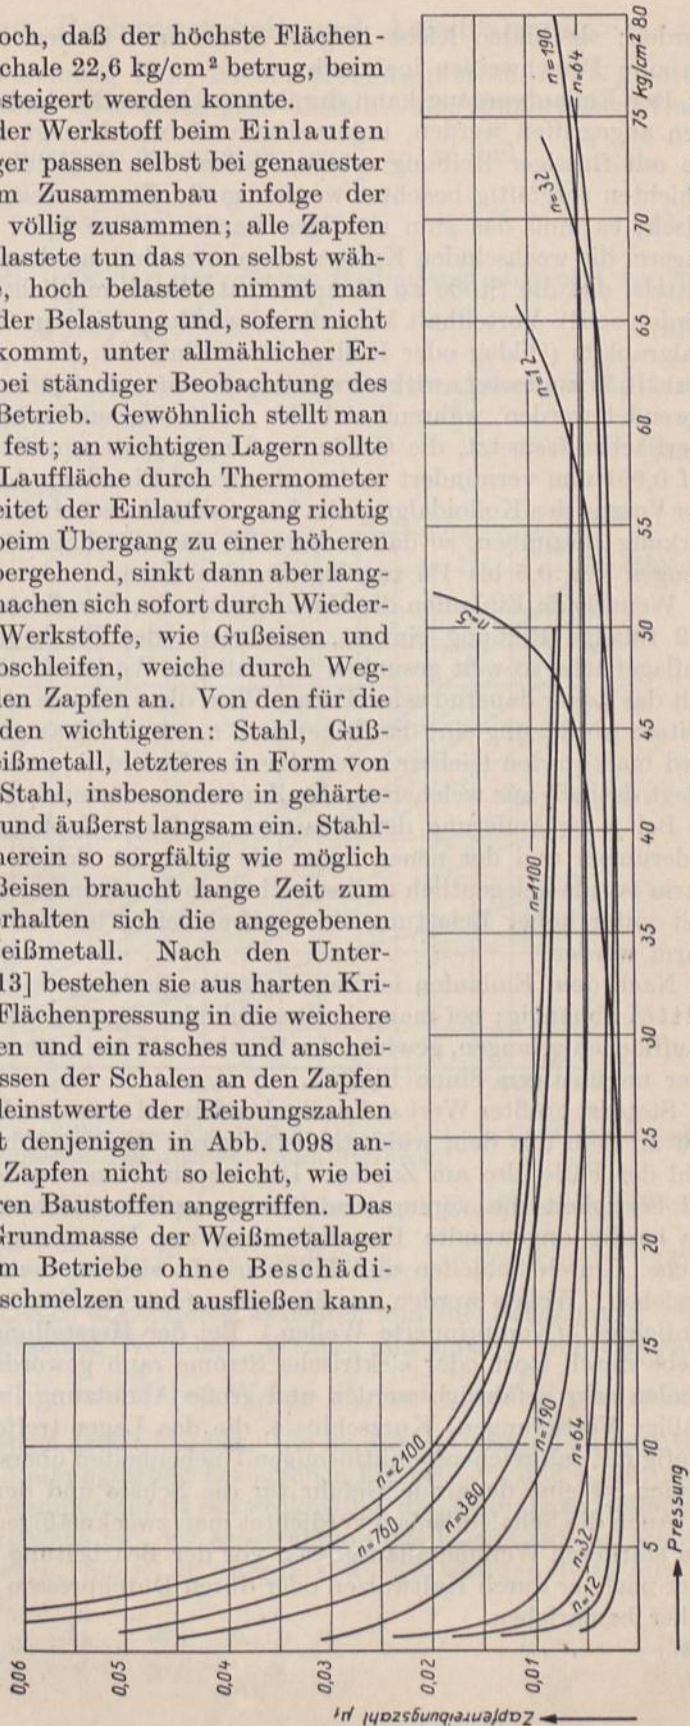 och, daß der höchste Flächen-
chale 22,6 kg/cm² betrug, beim
esteigert werden konnte.
der Werkstoff beim Einlaufen
ger passen selbst bei genauester
m Zusammenbau infolge der
völlig zusammen; alle Zapfen
lastete tun das von selbst wäh-
e, hoch belastete nimmt man
der Belastung und, sofern nicht
kommt, unter allmählicher Er-
bei ständiger Beobachtung des
Betrieb. Gewöhnlich stellt man
fest; an wichtigen Lagern sollte
Lauffläche durch Thermometer
eitet der Einlaufvorgang richtig
beim Übergang zu einer höheren
bergehend, sinkt dann aber lang-
machen sich sofort durch Wieder-
Werkstoffe, wie Gußeisen und
bschleifen, weiche durch Weg-
len Zapfen an. Von den für die
den wichtigeren: Stahl, Guß-
eißmetall, letzteres in Form von
Stahl, insbesondere in gehärte-
und äußerst langsam ein. Stahl-
herein so sorgfältig wie möglich
ßeisen braucht lange Zeit zum
erhalten sich die angegebenen
Weißmetall. Nach den Unter-
13] bestehen sie aus harten Kri-
Flächenpressung in die weichere
en und ein rasches und anschei-
ssen der Schalen an den Zapfen
leinstwerte der Reibungszahlen
t denjenigen in Abb. 1098 an-
Zapfen nicht so leicht, wie bei
ren Baustoffen angegriffen. Das
Grundmasse der Weißmetallager
m Betriebe ohne Beschädi-
schmelzen und ausfließen kann,
n=190
n=64
n=32
n=12
n=5
n=1100
n=2100
n=760
n=380
n=190
n=64
n=32
n=12
80
kg/cm²
75
70
65
60
55
50
45
40
35
30
25
20
15
10
5
Pressung
0,06
0,05
0,04
0,03
0,02
0,01
0
Zapfenreibungszahl μ₁